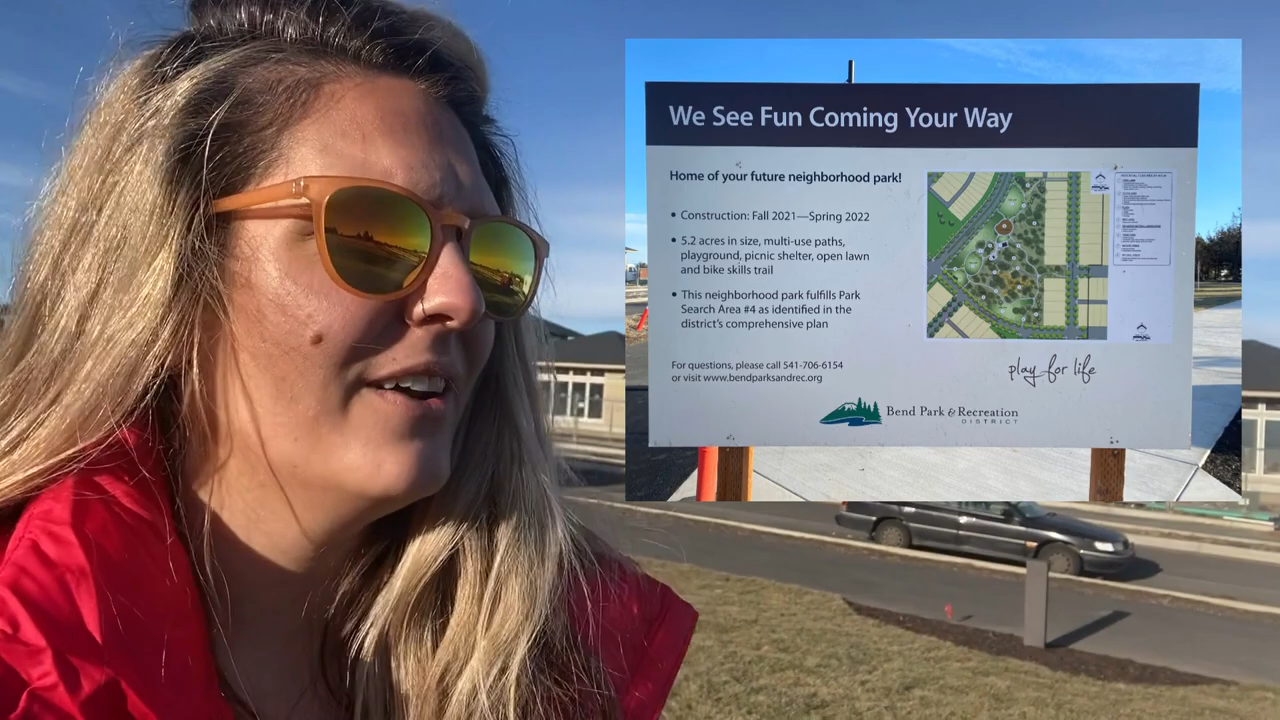 We See Fun Coming Your Way
Home of your future neighborhood park!
• Construction: Fall 2021—Spring 2022
• 5.2 acres in size, multi-use paths,
playground, picnic shelter, open lawn
and bike skills trail
• This neighborhood park fulfills Park
Search Area #4 as identified in the
district's comprehensive plan
For questions, please call 541-706-6154
or visit www.bendparksandrec.org
play for life
Bend Park & Recreation
DISTRICT